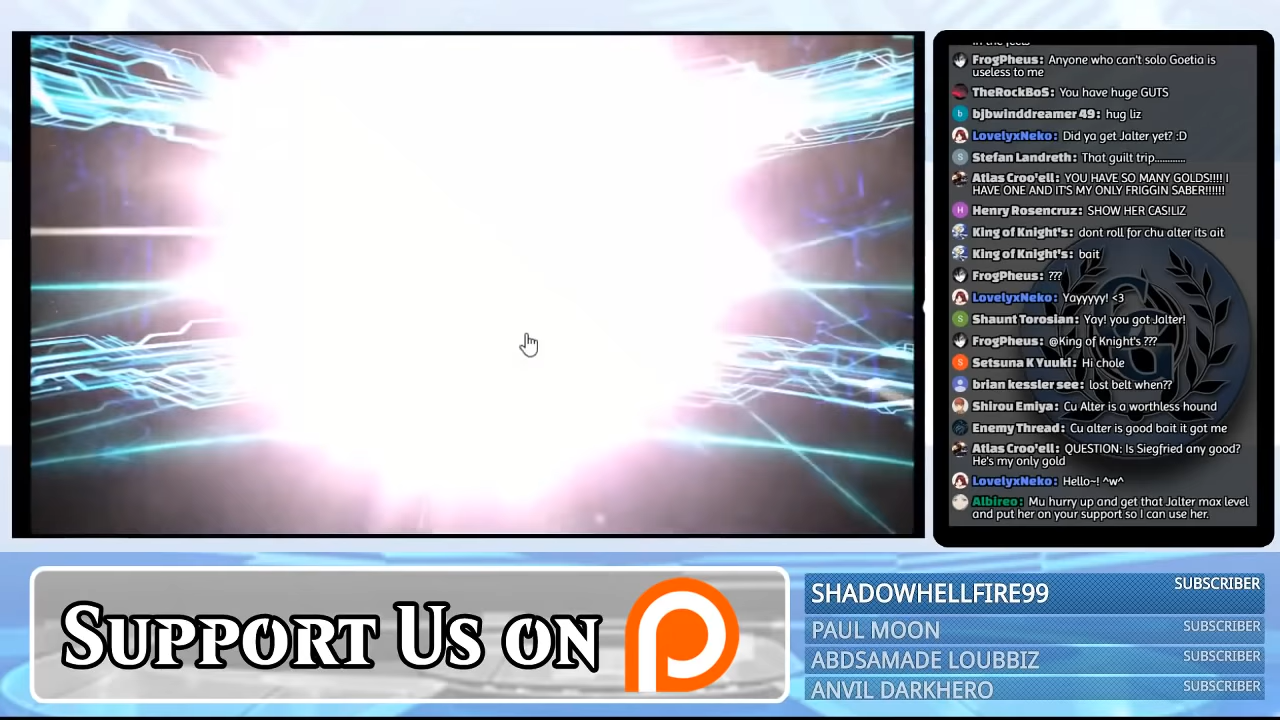 in the feels
FrogPheus: Anyone who can't solo Goetia is
useless to me
TheRockBoS: You have huge GUTS
bjbwinddreamer 49: hug liz
LovelyxNeko: Did ya get Jalter yet? :D
Stefan Landreth: That guilt trip............
Atlas Croo'ell: YOU HAVE SO MANY GOLDS!!!! I
HAVE ONE AND IT'S MY ONLY FRIGGIN SABER!!!!!!
Henry Rosencruz: SHOW HER CASILIZ
King of Knight's: dont roll for chu alter its ait
King of Knight's: bait
FrogPheus: ???
LovelyxNeko: Yayyyyy! <3
Shaunt Torosian: Yay! you got Jalter!
FrogPheus: @King of Knight's ???
Setsuna K Yuuki: Hi chole
brian kessler see: lost belt when??
Shirou Emiya: Cu Alter is a worthless hound
Enemy Thread: Cu alter is good bait it got me
Atlas Croo'ell: QUESTION: Is Siegfried any good?
He's my only gold
LovelyxNeko: Hello~! ^w^
Albireo: Mu hurry up and get that Jalter max level
and put her on your support so I can use her.
SUPPORT US ON
SHADOWHELLFIRE99 SUBSCRIBER
PAUL MOON SUBSCRIBER
ABDSAMADE LOUBBIZ SUBSCRIBER
ANVIL DARKHERO SUBSCRIBER